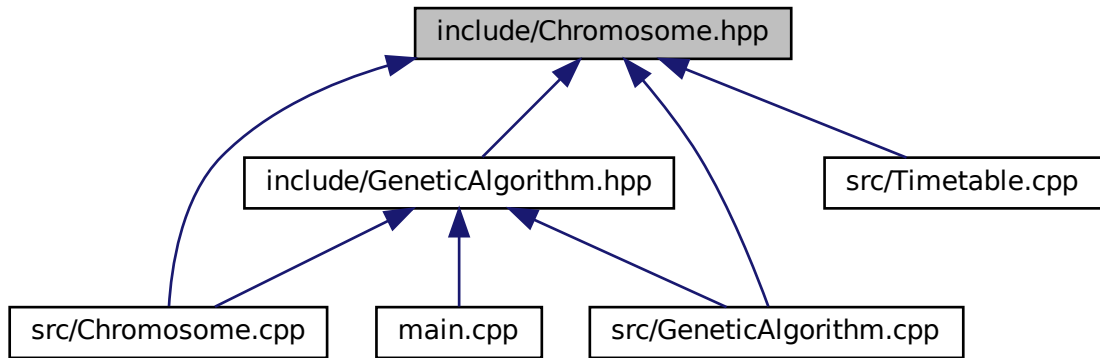 include/Chromosome.hpp
include/GeneticAlgorithm.hpp
src/Timetable.cpp
src/Chromosome.cpp
main.cpp
src/GeneticAlgorithm.cpp